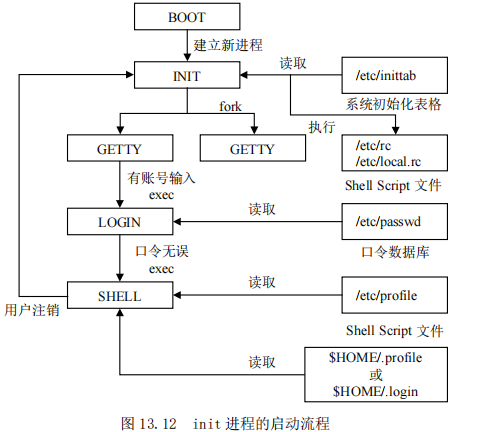 BOOT
建立新进程
INIT
读取
/etc/inittab
系统初始化表格
fork
执行
GETTY
GETTY
/etc/rc
/etc/local.rc
Shell Script 文件
有账号输入
exec
LOGIN
读取
/etc/passwd
口令数据库
口令无误
exec
SHELL
读取
/etc/profile
用户注销
Shell Script 文件
读取
$HOME/.profile
或
$HOME/.login
图 13.12 init 进程的启动流程